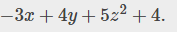 −3x + 4y + 5z² + 4.